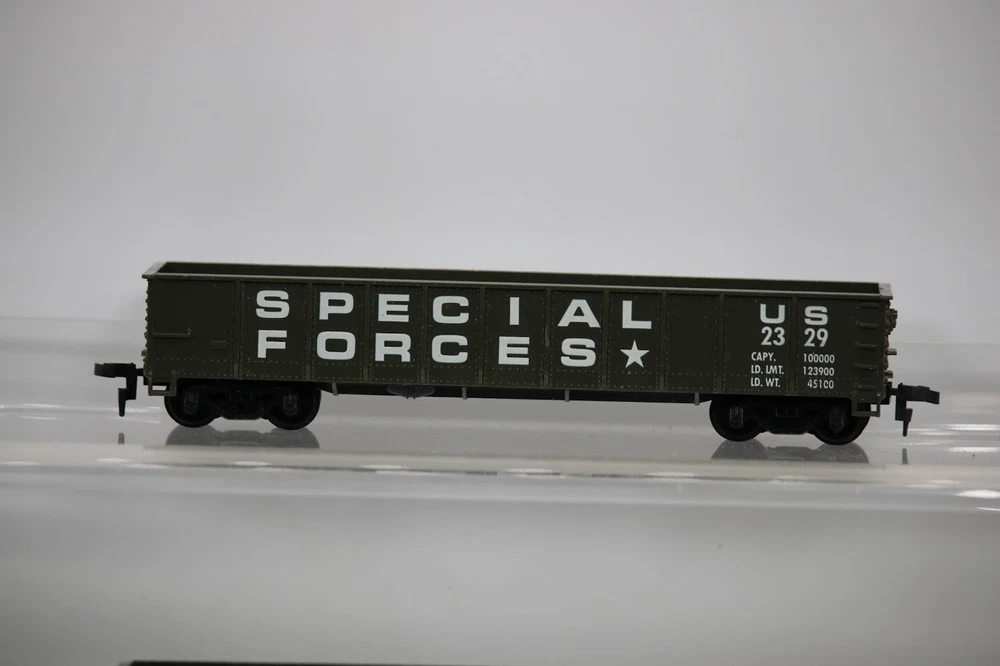 SPECIAL
FORCES★
US
23 29
CAPY. 100000
LD. LMT. 123900
LD. WT. 45100